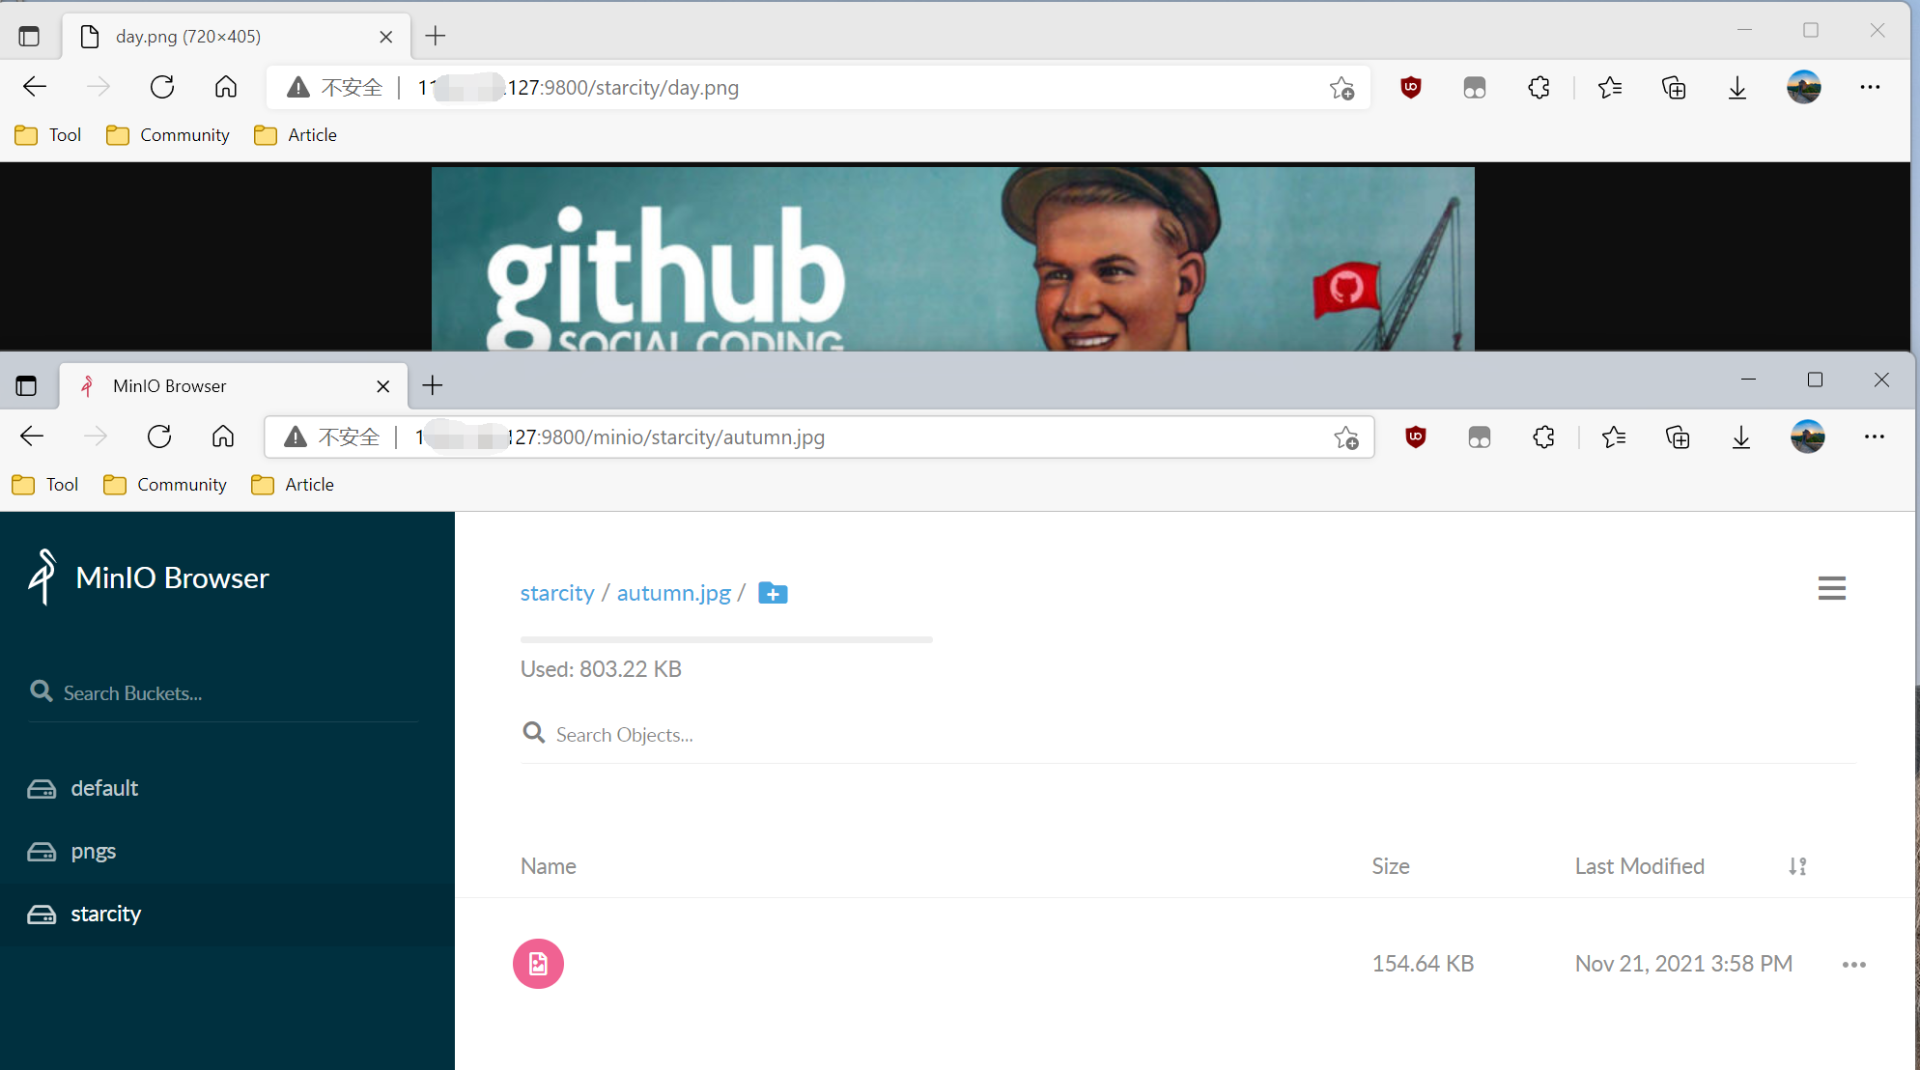 day.png (720×405)
不安全 | 11 .127:9800/starcity/day.png
Tool Community Article
github
SOCIAL CODING
MinIO Browser
不安全 | 1 127:9800/minio/starcity/autumn.jpg
Tool Community Article
MinIO Browser
Search Buckets...
default
pngs
starcity
starcity / autumn.jpg /
Used: 803.22 KB
Search Objects...
Name Size Last Modified
154.64 KB Nov 21, 2021 3:58 PM